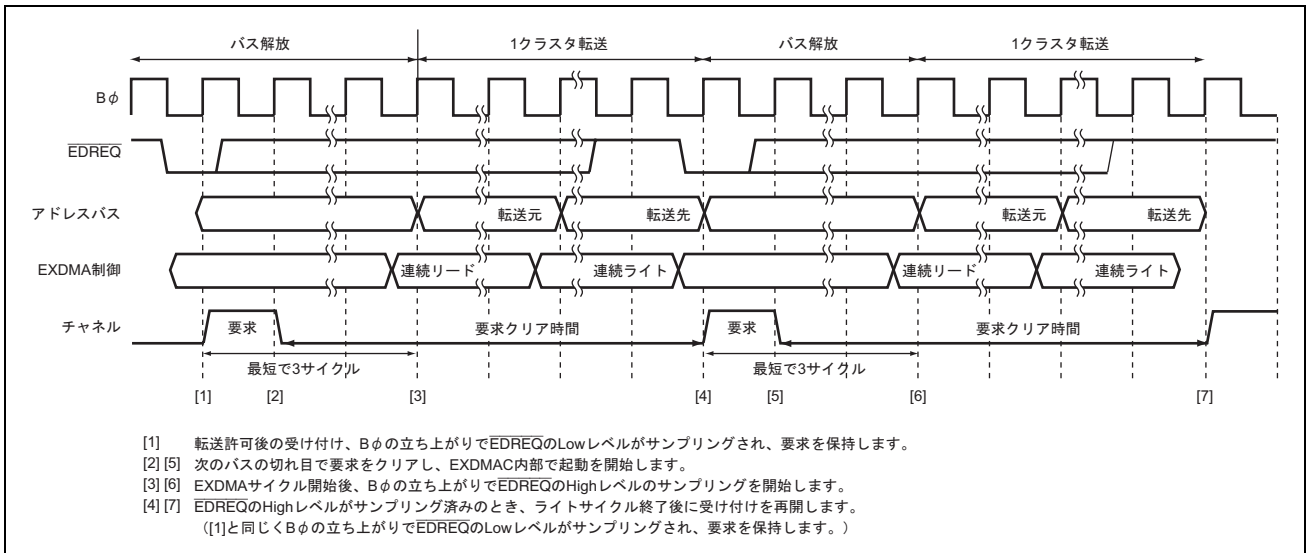 バス解放 1クラスタ転送 バス解放 1クラスタ転送
Bφ
EDREQ
アドレスバス 転送元 転送先 転送元 転送先
EXDMA制御 連続リード 連続ライト 連続リード 連続ライト
チャネル 要求 要求クリア時間 要求 要求クリア時間
最短で3サイクル 最短で3サイクル
[1] [2] [3] [4] [5] [6] [7]
[1] 転送許可後の受け付け、Bφの立ち上がりでEDREQのLowレベルがサンプリングされ、要求を保持します。
[2] [5] 次のバスの切れ目で要求をクリアし、EXDMAC内部で起動を開始します。
[3] [6] EXDMAサイクル開始後、Bφの立ち上がりでEDREQのHighレベルのサンプリングを開始します。
[4] [7] EDREQのHighレベルがサンプリング済みのとき、ライトサイクル終了後に受け付けを再開します。
（[1]と同じくBφの立ち上がりでEDREQのLowレベルがサンプリングされ、要求を保持します。）